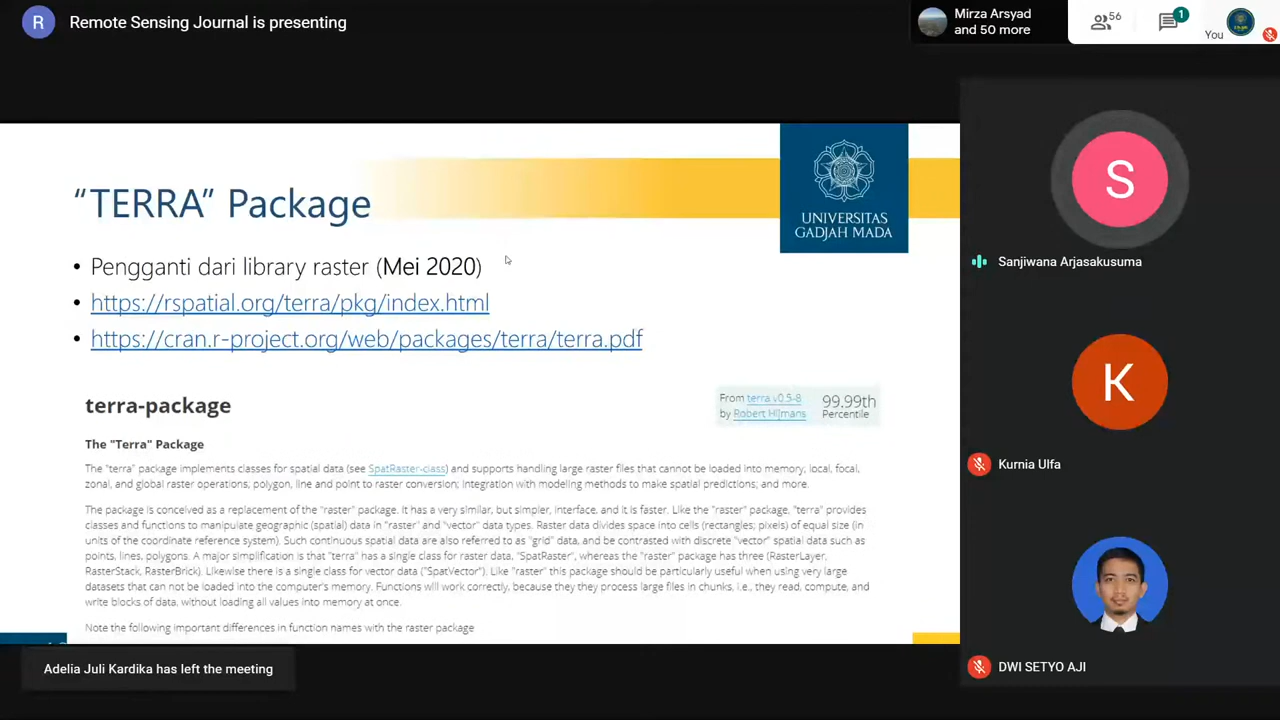 R
Remote Sensing Journal is presenting
Mirza Arsyad
and 50 more
56
1
You
"TERRA" Package
UNIVERSITAS
GADJAH MADA
• Pengganti dari library raster (Mei 2020)
• https://rspatial.org/terra/pkg/index.html
• https://cran.r-project.org/web/packages/terra/terra.pdf
terra-package
From terra v0.5-8
by Robert Hijmans
99.99th
Percentile
The "Terra" Package
The "terra" package implements classes for spatial data (see SpatRaster-class) and supports handling large raster files that cannot be loaded into memory; local, focal,
zonal, and global raster operations; polygon, line and point to raster conversion; integration with modeling methods to make spatial predictions; and more.
The package is conceived as a replacement of the "raster" package. It has a very similar, but simpler, interface, and it is faster. Like the "raster" package, "terra" provides
classes and functions to manipulate geographic (spatial) data in "raster" and "vector" data types. Raster data divides space into cells (rectangles; pixels) of equal size (in
units of the coordinate reference system). Such continuous spatial data are also referred to as "grid" data, and be contrasted with discrete "vector" spatial data such as
points, lines, polygons. A major simplification is that "terra" has a single class for raster data, "SpatRaster", whereas the "raster" package has three (RasterLayer,
RasterStack, RasterBrick). Likewise there is a single class for vector data ("SpatVector"). Like "raster" this package should be particularly useful when using very large
datasets that can not be loaded into the computer's memory. Functions will work correctly, because they they process large files in chunks, i.e., they read, compute, and
write blocks of data, without loading all values into memory at once.
Note the following important differences in function names with the raster package
S
Sanjiwana Arjasakusuma
K
Kurnia Ulfa
DWI SETYO AJI
Adelia Juli Kardika has left the meeting